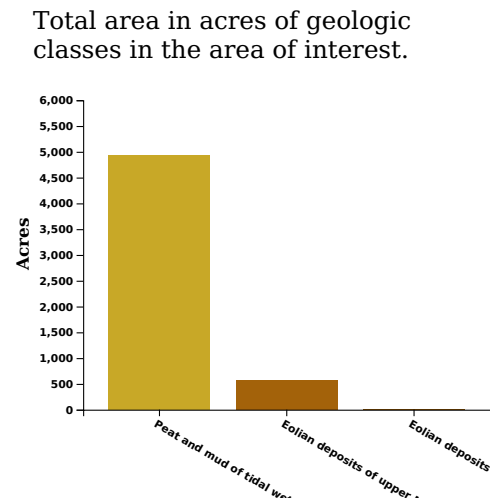 Total area in acres of geologic
classes in the area of interest.
6,000
5,500
5,000
4,500
4,000
3,500
3,000
2,500
2,000
1,500
1,000
500
0
Acres
Peat and mud of tidal
Eolian deposits of upper
Eolian deposits